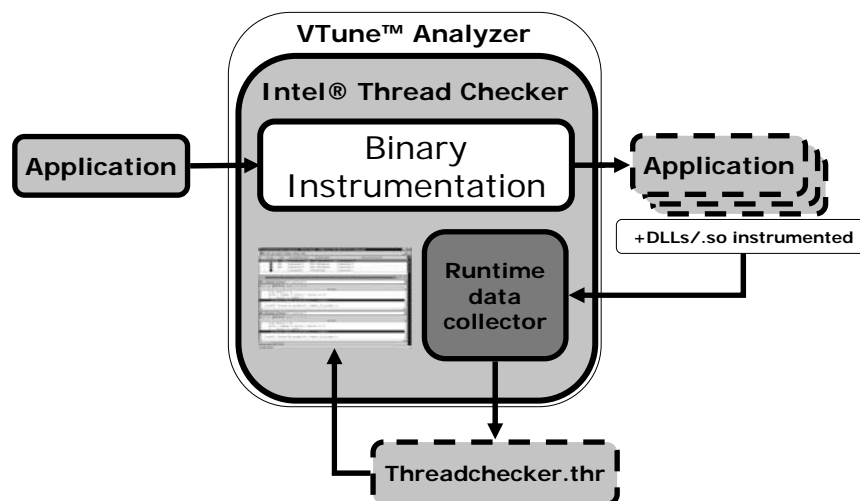 VTune™ Analyzer
Intel® Thread Checker
Application
Binary
Instrumentation
Application
+DLLs/.so instrumented
Runtime
data
collector
Threadchecker.thr